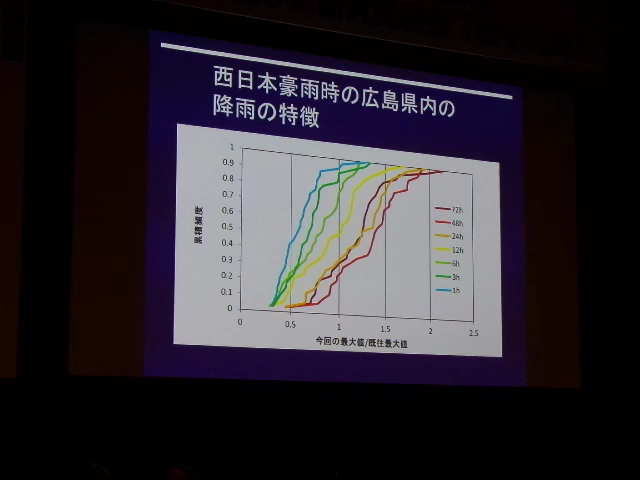 西日本豪雨時の広島県内の
降雨の特徴
1
0.9
0.8
0.7
0.6
0.5
0.4
0.3
0.2
0.1
0
累積頻度
0
0.5
1
1.5
2
2.5
今回の最大値/既往最大値
72h
48h
24h
12h
6h
3h
1h